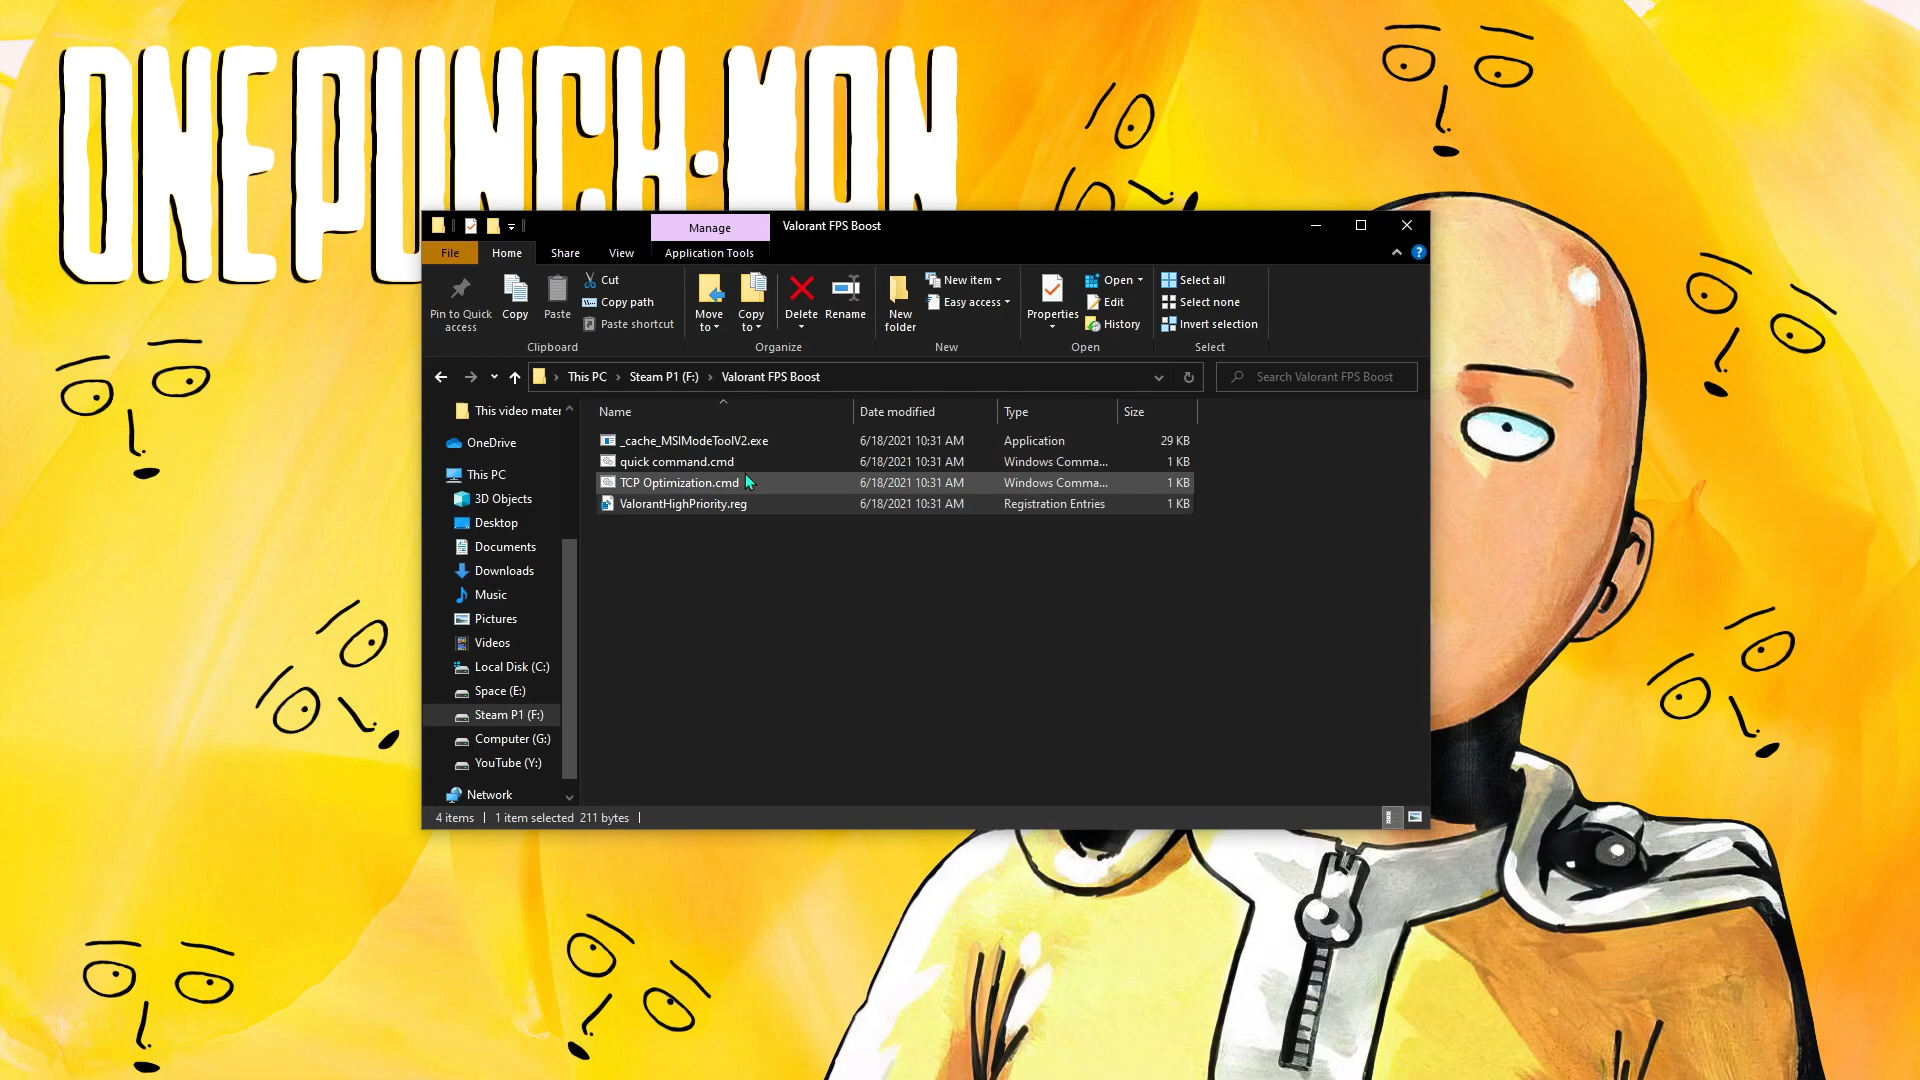 ONE PUNCH-MAN
Manage
Valorant FPS Boost
File
Home
Share
View
Application Tools
Pin to Quick access
Copy
Paste
Cut
Copy path
Paste shortcut
Move to
Copy to
Delete
Rename
New folder
New item
Easy access
Properties
Open
Edit
History
Select all
Select none
Invert selection
Clipboard
Organize
New
Open
Select
This PC
Steam P1 (F:)
Valorant FPS Boost
Search Valorant FPS Boost
Name
Date modified
Type
Size
_cache_MSIModeToolV2.exe 6/18/2021 10:31 AM Application 29 KB
quick command.cmd 6/18/2021 10:31 AM Windows Comma... 1 KB
TCP Optimization.cmd 6/18/2021 10:31 AM Windows Comma... 1 KB
ValorantHighPriority.reg 6/18/2021 10:31 AM Registration Entries 1 KB
This video mater
OneDrive
This PC
3D Objects
Desktop
Documents
Downloads
Music
Pictures
Videos
Local Disk (C:)
Space (E:)
Steam P1 (F:)
Computer (G:)
YouTube (Y:)
Network
4 items
1 item selected 211 bytes